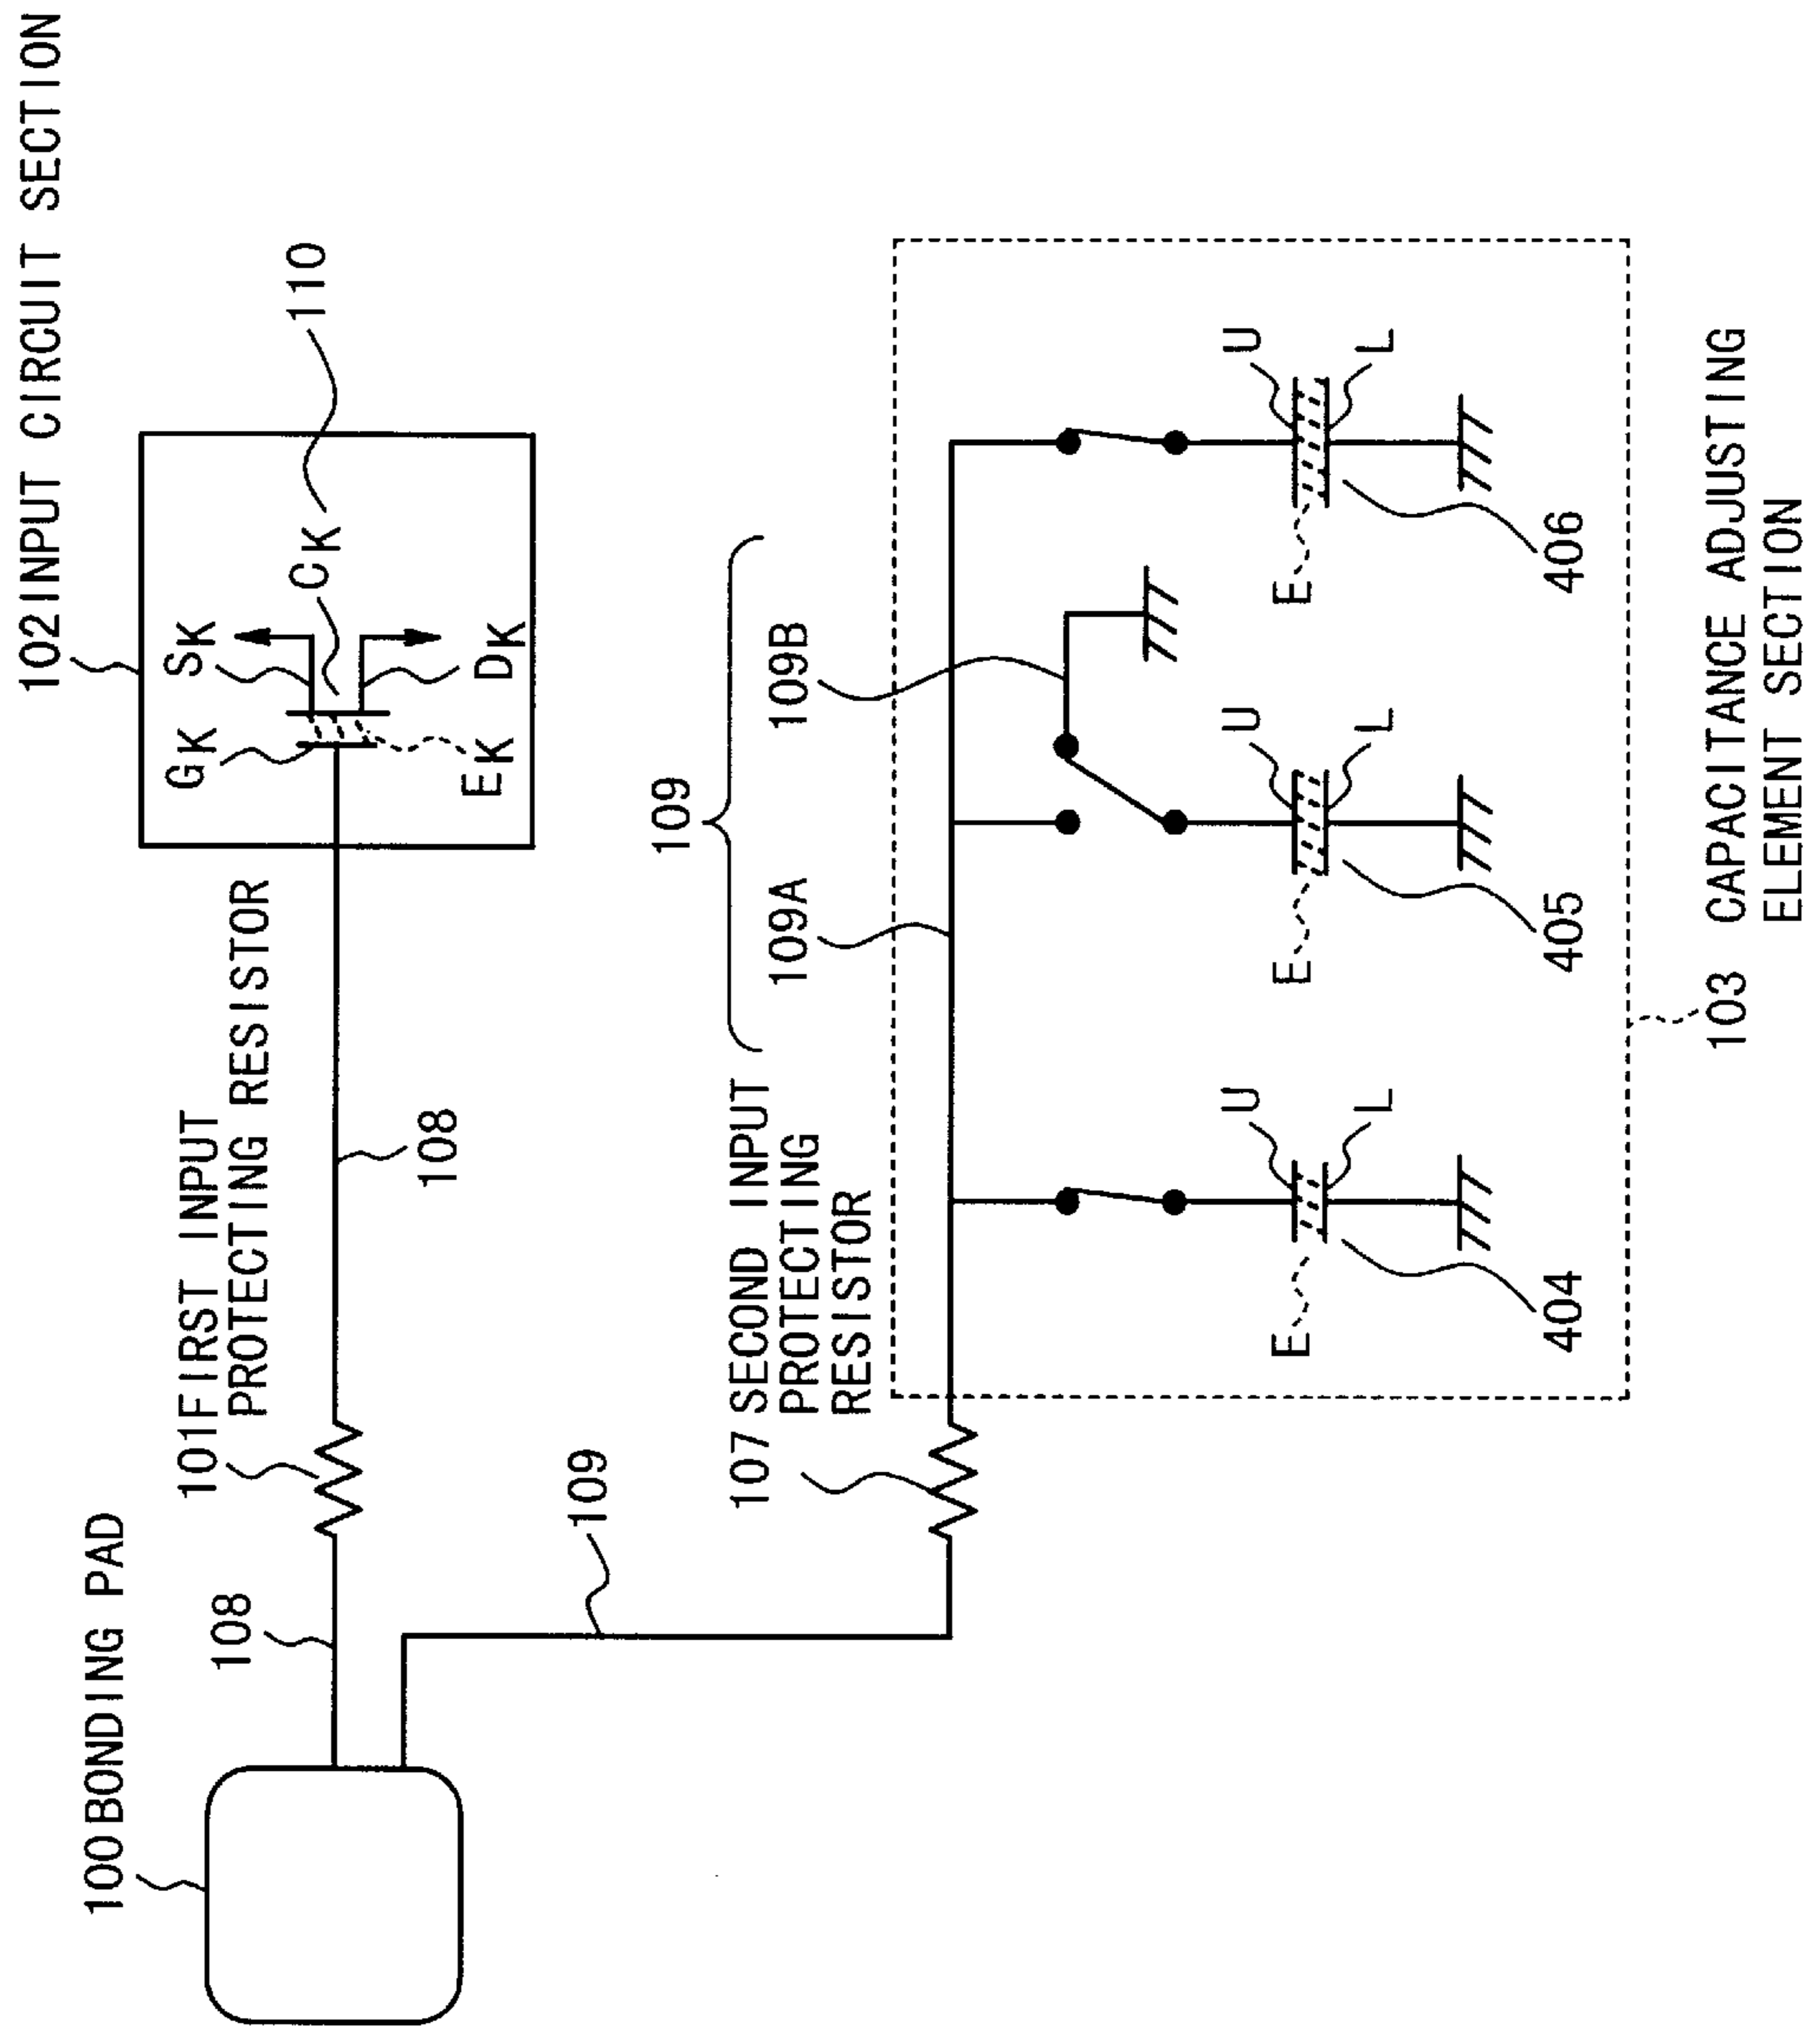 102 INPUT CIRCUIT SECTION
GK
SK
CK
110
EK
DK
100 BONDING PAD
108
101 FIRST INPUT
PROTECTING RESISTOR
108
109
107 SECOND INPUT
PROTECTING
RESISTOR
109
109A
109B
U
L
E
404
U
L
E
405
U
L
E
406
103 CAPACITANCE ADJUSTING
ELEMENT SECTION